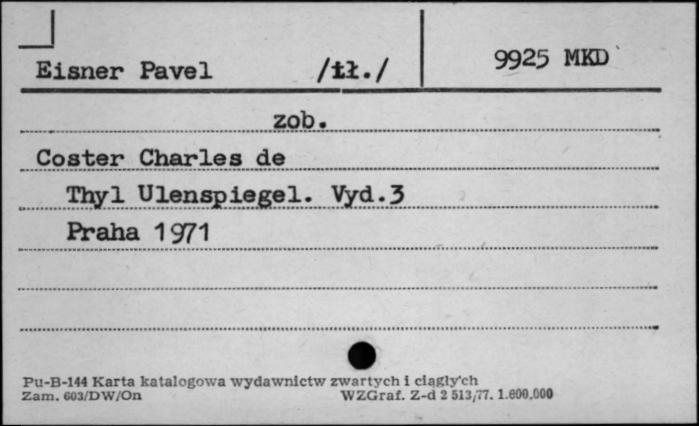 Eisner Pavel /tł./ 9925 MKD
zob.
Coster Charles de
Thyl Ulenspiegel. Vyd.3
Praha 1971
Pu-B-144 Karta katalogowa wydawnictw zwartych i ciągłych
Zam. 603/DW/On WZGraf. Z-d 2 513/77. 1.600.000